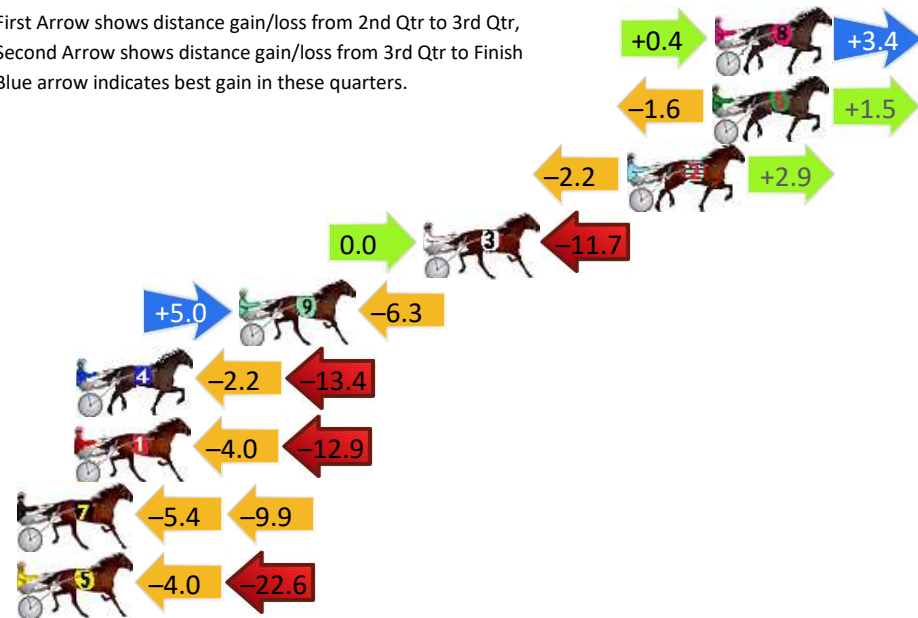 First Arrow shows distance gain/loss from 2nd Qtr to 3rd Qtr,
Second Arrow shows distance gain/loss from 3rd Qtr to Finish
Blue arrow indicates best gain in these quarters.
+0.4 8 +3.4
–1.6 6 +1.5
–2.2 2 +2.9
0.0 3 –11.7
+5.0 9 –6.3
4 –2.2 –13.4
1 –4.0 –12.9
7 –5.4 –9.9
5 –4.0 –22.6